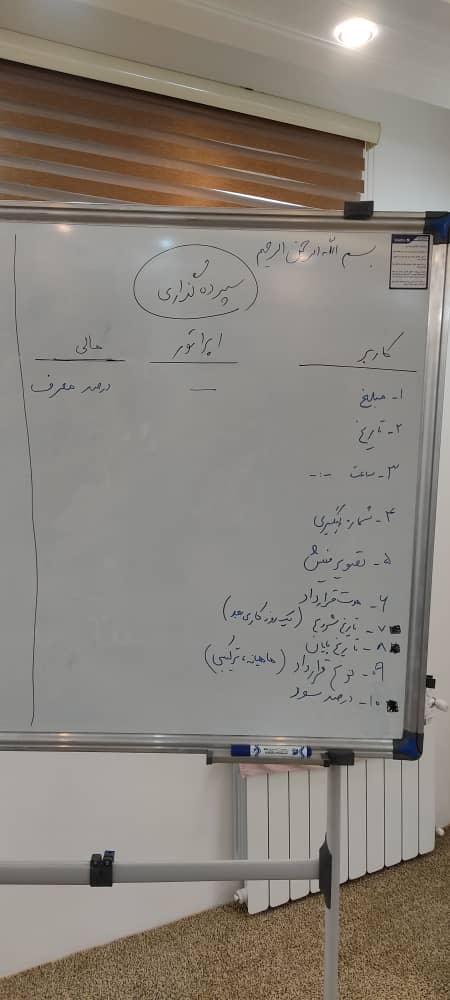 بسم الله الرحمن الرحیم
سپرده گذاری
کاربر
اپراتور
مالی
۱- مبلغ
—
درصد معرف
۲- تاریخ
۳- ساعت -:-
۴- شماره پیگیری
۵- تصویر فیش
۶- مدت قرارداد
۷- تاریخ شروع (یک روز کاری بعد)
۸- تاریخ پایان
۹- نوع قرارداد (ماهیانه، ترکیبی)
۱۰- درصد سود